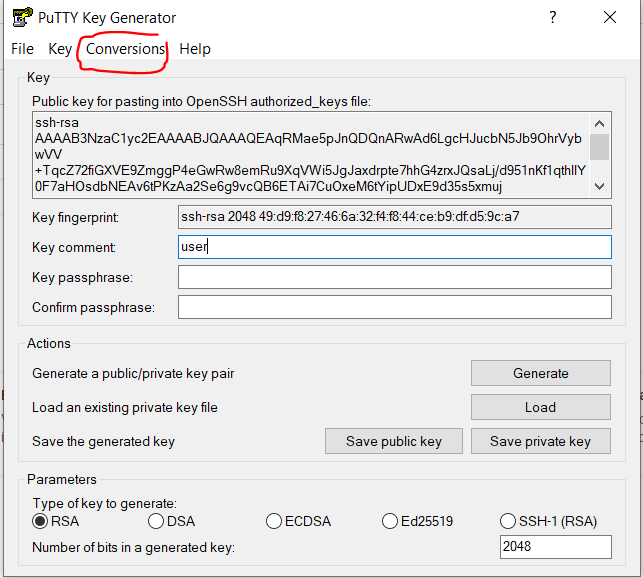 PuTTY Key Generator
File Key Conversions Help
Key
Public key for pasting into OpenSSH authorized_keys file:
ssh-rsa
AAAAB3NzaC1yc2EAAAABJQAAAQEAqRMae5pJnQDQnARwAd6LgcHJucbN5Jb9OhrVyb
wVV
+TqcZ72fiGXVE9ZmggP4eGwRw8emRu9XqVWi5JgJaxdrpte7hhG4zrxJQsaLj/d951nKf1qthllY
0F7aHOsdbNEAv6tPKzAa2Se6g9vcQB6ETAi7CuOxeM6tYipUDxE9d35s5xmuj
Key fingerprint:
ssh-rsa 2048 49:d9:f8:27:46:6a:32:f4:f8:44:ce:b9:df:d5:9c:a7
Key comment:
user
Key passphrase:
Confirm passphrase:
Actions
Generate a public/private key pair
Generate
Load an existing private key file
Load
Save the generated key
Save public key
Save private key
Parameters
Type of key to generate:
RSA DSA ECDSA Ed25519 SSH-1 (RSA)
Number of bits in a generated key:
2048